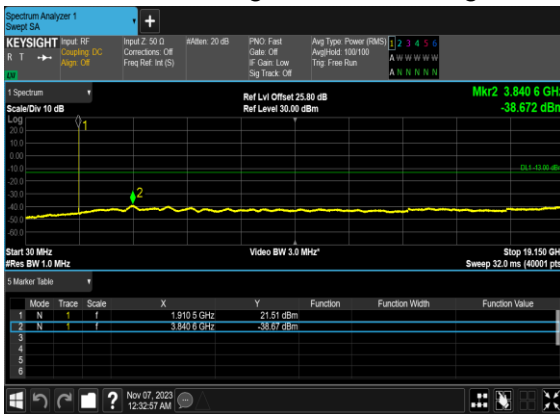 Spectrum Analyzer 1
Swept SA
KEYSIGHT Input: RF Input Z: 50 Ω #Atten: 20 dB PNO: Fast Avg Type: Power (RMS) 1 2 3 4 5 6
R T Coupling: DC Corrections: Off Gate: Off Avg|Hold: 100/100 A W W W W W
Align: Off Freq Ref: Int (S) IF Gain: Low Trig: Free Run
LV Sig Track: Off A N N N N N
1 Spectrum Ref Lvl Offset 25.80 dB Mkr2 3.840 6 GHz
Scale/Div 10 dB Ref Level 30.00 dBm -38.672 dBm
Log
20.0
10.0
0.00
-10.0
-20.0
-30.0
-40.0
-50.0
-60.0
1
2
DL1 -13.00 dBm
Start 30 MHz Video BW 3.0 MHz* Stop 19.150 GHz
#Res BW 1.0 MHz Sweep 32.0 ms (40001 pts
5 Marker Table
Mode Trace Scale X Y Function Function Width Function Value
1 N 1 f 1.910 5 GHz 21.51 dBm
2 N 1 f 3.840 6 GHz -38.67 dBm
3
4
5
6
? Nov 07, 2023
12:32:57 AM